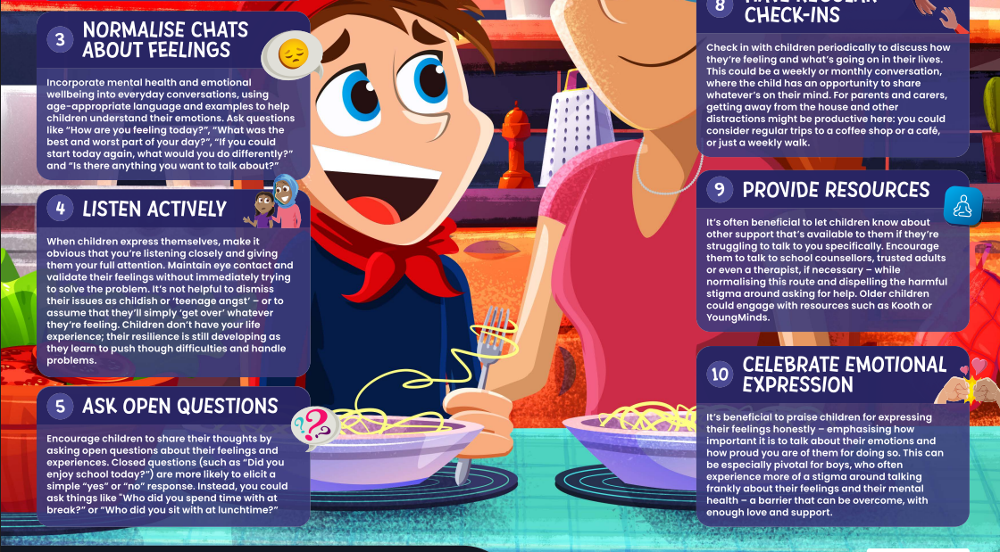 3
NORMALISE CHATS
ABOUT FEELINGS
Incorporate mental health and emotional
wellbeing into everyday conversations, using
age-appropriate language and examples to help
children understand their emotions. Ask questions
like “How are you feeling today?”, “What was the
best and worst part of your day?”, “If you could
start today again, what would you do differently?”
and “Is there anything you want to talk about?”
4
LISTEN ACTIVELY
When children express themselves, make it
obvious that you’re listening closely and giving
them your full attention. Maintain eye contact and
validate their feelings without immediately trying
to solve the problem. It’s not helpful to dismiss
their issues as childish or ‘teenage angst’ – or to
assume that they’ll simply ‘get over’ whatever
they’re feeling. Children don’t have your life
experience; their resilience is still developing as
they learn to push though difficulties and handle
problems.
5
ASK OPEN QUESTIONS
Encourage children to share their thoughts by
asking open questions about their feelings and
experiences. Closed questions (such as “Did you
enjoy school today?”) are more likely to elicit a
simple “yes” or “no” response. Instead, you could
ask things like "Who did you spend time with at
break?” or “Who did you sit with at lunchtime?”
8
CHECK-INS
Check in with children periodically to discuss how
they’re feeling and what’s going on in their lives.
This could be a weekly or monthly conversation,
where the child has an opportunity to share
whatever’s on their mind. For parents and carers,
getting away from the house and other
distractions might be productive here: you could
consider regular trips to a coffee shop or a café,
or just a weekly walk.
9
PROVIDE RESOURCES
It’s often beneficial to let children know about
other support that’s available to them if they’re
struggling to talk to you specifically. Encourage
them to talk to school counsellors, trusted adults
or even a therapist, if necessary – while
normalising this route and dispelling the harmful
stigma around asking for help. Older children
could engage with resources such as Kooth or
YoungMinds.
10
CELEBRATE EMOTIONAL
EXPRESSION
It’s beneficial to praise children for expressing
their feelings honestly – emphasising how
important it is to talk about their emotions and
how proud you are of them for doing so. This can
be especially pivotal for boys, who often
experience more of a stigma around talking
frankly about their feelings and their mental
health – a barrier that can be overcome, with
enough love and support.